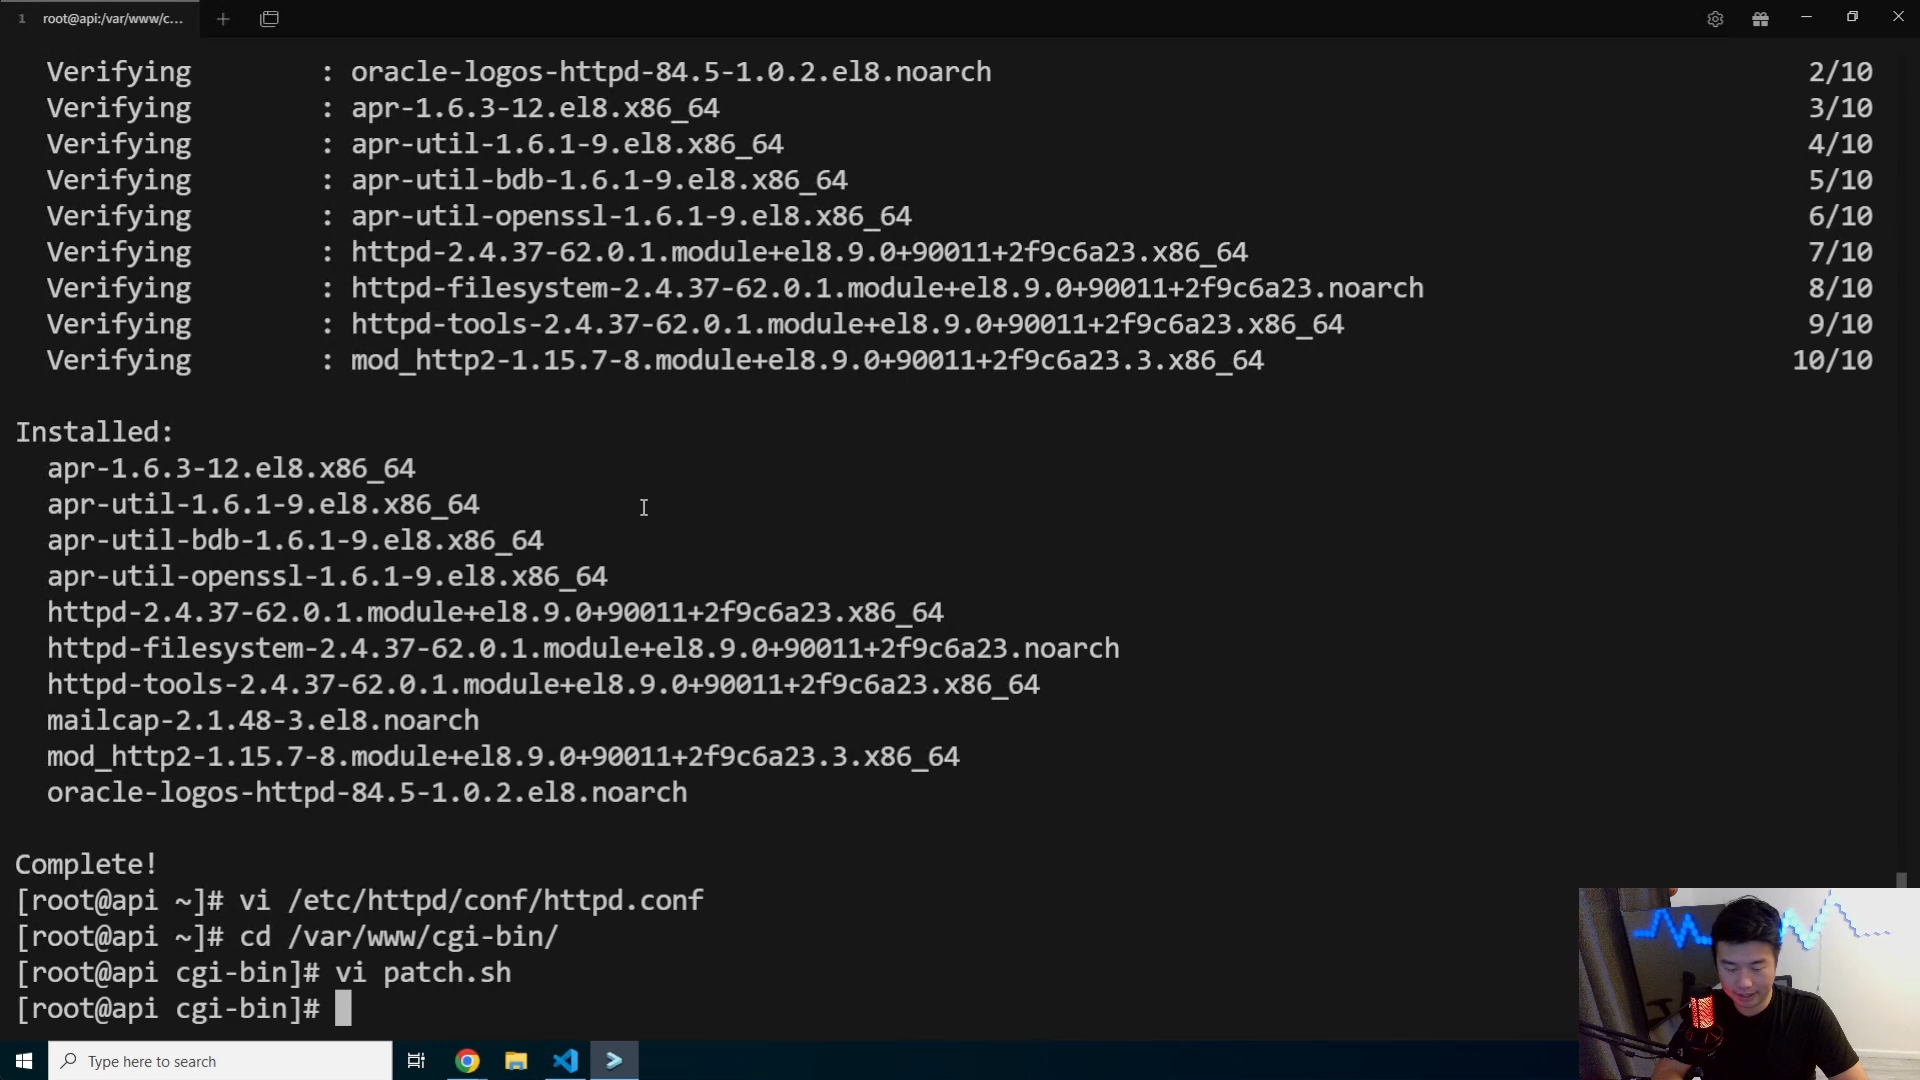 1 root@api:/var/www/c...
Verifying : oracle-logos-httpd-84.5-1.0.2.el8.noarch 2/10
Verifying : apr-1.6.3-12.el8.x86_64 3/10
Verifying : apr-util-1.6.1-9.el8.x86_64 4/10
Verifying : apr-util-bdb-1.6.1-9.el8.x86_64 5/10
Verifying : apr-util-openssl-1.6.1-9.el8.x86_64 6/10
Verifying : httpd-2.4.37-62.0.1.module+el8.9.0+90011+2f9c6a23.x86_64 7/10
Verifying : httpd-filesystem-2.4.37-62.0.1.module+el8.9.0+90011+2f9c6a23.noarch 8/10
Verifying : httpd-tools-2.4.37-62.0.1.module+el8.9.0+90011+2f9c6a23.x86_64 9/10
Verifying : mod_http2-1.15.7-8.module+el8.9.0+90011+2f9c6a23.3.x86_64 10/10
Installed:
apr-1.6.3-12.el8.x86_64
apr-util-1.6.1-9.el8.x86_64
apr-util-bdb-1.6.1-9.el8.x86_64
apr-util-openssl-1.6.1-9.el8.x86_64
httpd-2.4.37-62.0.1.module+el8.9.0+90011+2f9c6a23.x86_64
httpd-filesystem-2.4.37-62.0.1.module+el8.9.0+90011+2f9c6a23.noarch
httpd-tools-2.4.37-62.0.1.module+el8.9.0+90011+2f9c6a23.x86_64
mailcap-2.1.48-3.el8.noarch
mod_http2-1.15.7-8.module+el8.9.0+90011+2f9c6a23.3.x86_64
oracle-logos-httpd-84.5-1.0.2.el8.noarch
Complete!
[root@api ~]# vi /etc/httpd/conf/httpd.conf
[root@api ~]# cd /var/www/cgi-bin/
[root@api cgi-bin]# vi patch.sh
[root@api cgi-bin]#
Type here to search